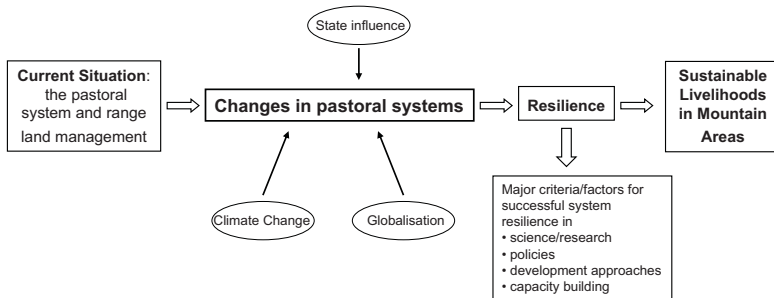 State influence
Current Situation:
the pastoral
system and range
land management
Changes in pastoral systems
Resilience
Sustainable
Livelihoods
in Mountain
Areas
Climate Change
Globalisation
Major criteria/factors for
successful system
resilience in
• science/research
• policies
• development approaches
• capacity building